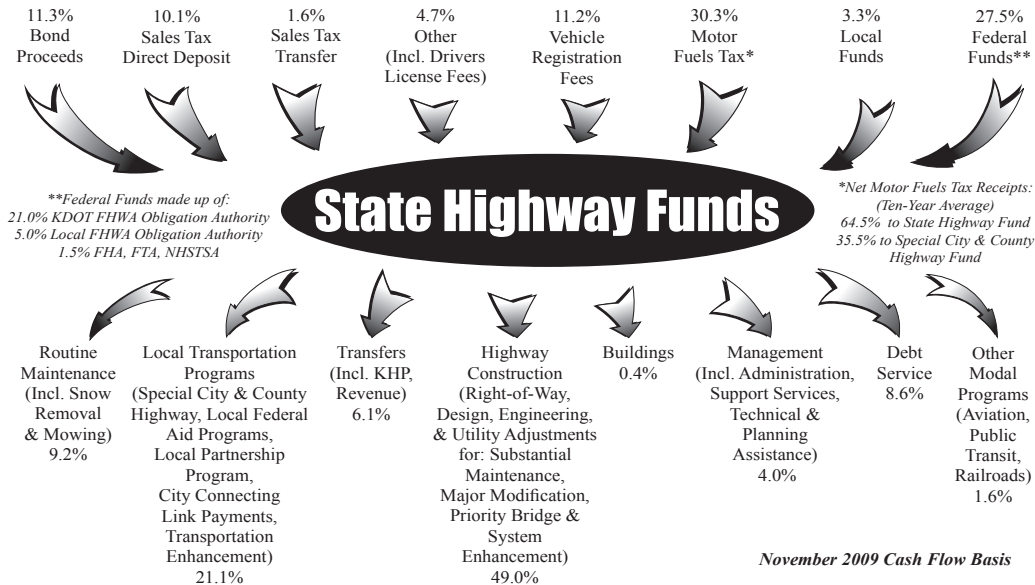 11.3%
Bond
Proceeds
10.1%
Sales Tax
Direct Deposit
1.6%
Sales Tax
Transfer
4.7%
Other
(Incl. Drivers
License Fees)
11.2%
Vehicle
Registration
Fees
30.3%
Motor
Fuels Tax*
3.3%
Local
Funds
27.5%
Federal
Funds**
**Federal Funds made up of:
21.0% KDOT FHWA Obligation Authority
5.0% Local FHWA Obligation Authority
1.5% FHA, FTA, NHSTSA
State Highway Funds
*Net Motor Fuels Tax Receipts:
(Ten-Year Average)
64.5% to State Highway Fund
35.5% to Special City & County
Highway Fund
Routine
Maintenance
(Incl. Snow
Removal
& Mowing)
9.2%
Local Transportation
Programs
(Special City & County
Highway, Local Federal
Aid Programs,
Local Partnership
Program,
City Connecting
Link Payments,
Transportation
Enhancement)
21.1%
Transfers
(Incl. KHP,
Revenue)
6.1%
Highway
Construction
(Right-of-Way,
Design, Engineering,
& Utility Adjustments
for: Substantial
Maintenance,
Major Modification,
Priority Bridge &
System
Enhancement)
49.0%
Buildings
0.4%
Management
(Incl. Administration,
Support Services,
Technical &
Planning
Assistance)
4.0%
Debt
Service
8.6%
Other
Modal
Programs
(Aviation,
Public
Transit,
Railroads)
1.6%
November 2009 Cash Flow Basis